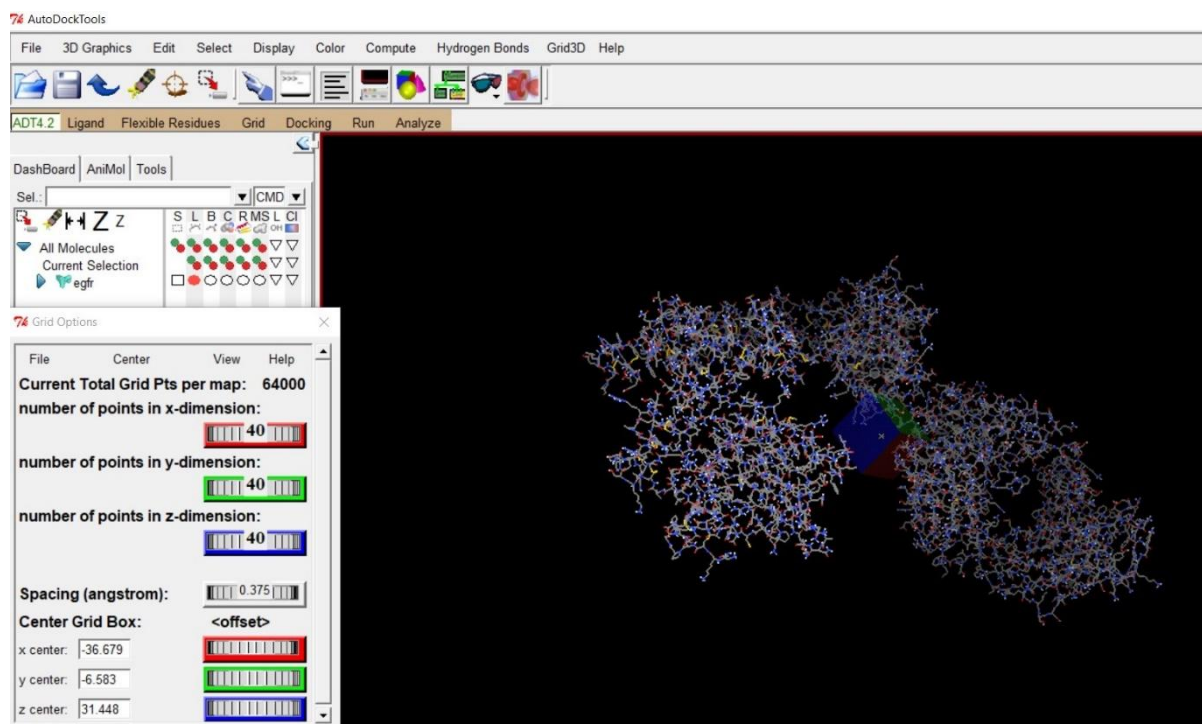 AutoDockTools
File 3D Graphics Edit Select Display Color Compute Hydrogen Bonds Grid3D Help
ADT4.2 Ligand Flexible Residues Grid Docking Run Analyze
DashBoard AniMol Tools
Sel.: CMD
Z Z S L B C R MS L Cl
All Molecules
Current Selection
egfr
Grid Options
File Center View Help
Current Total Grid Pts per map: 64000
number of points in x-dimension:
40
number of points in y-dimension:
40
number of points in z-dimension:
40
Spacing (angstrom): 0.375
Center Grid Box: <offset>
x center: -36.679
y center: -6.583
z center: 31.448